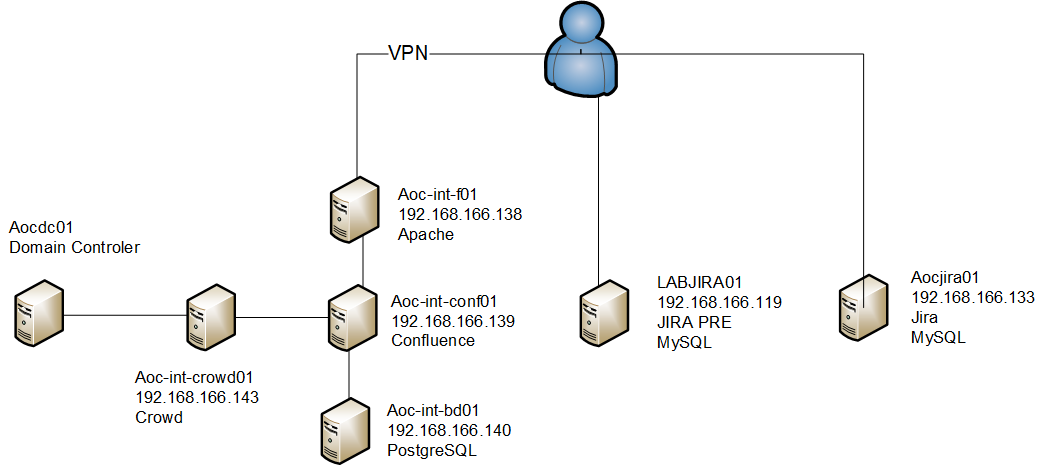 VPN
Aoc-int-f01
192.168.166.138
Apache
Aocdc01
Domain Controler
Aoc-int-conf01
192.168.166.139
Confluence
LABJIRA01
192.168.166.119
JIRA PRE
MySQL
Aocjira01
192.168.166.133
Jira
MySQL
Aoc-int-crowd01
192.168.166.143
Crowd
Aoc-int-bd01
192.168.166.140
PostgreSQL